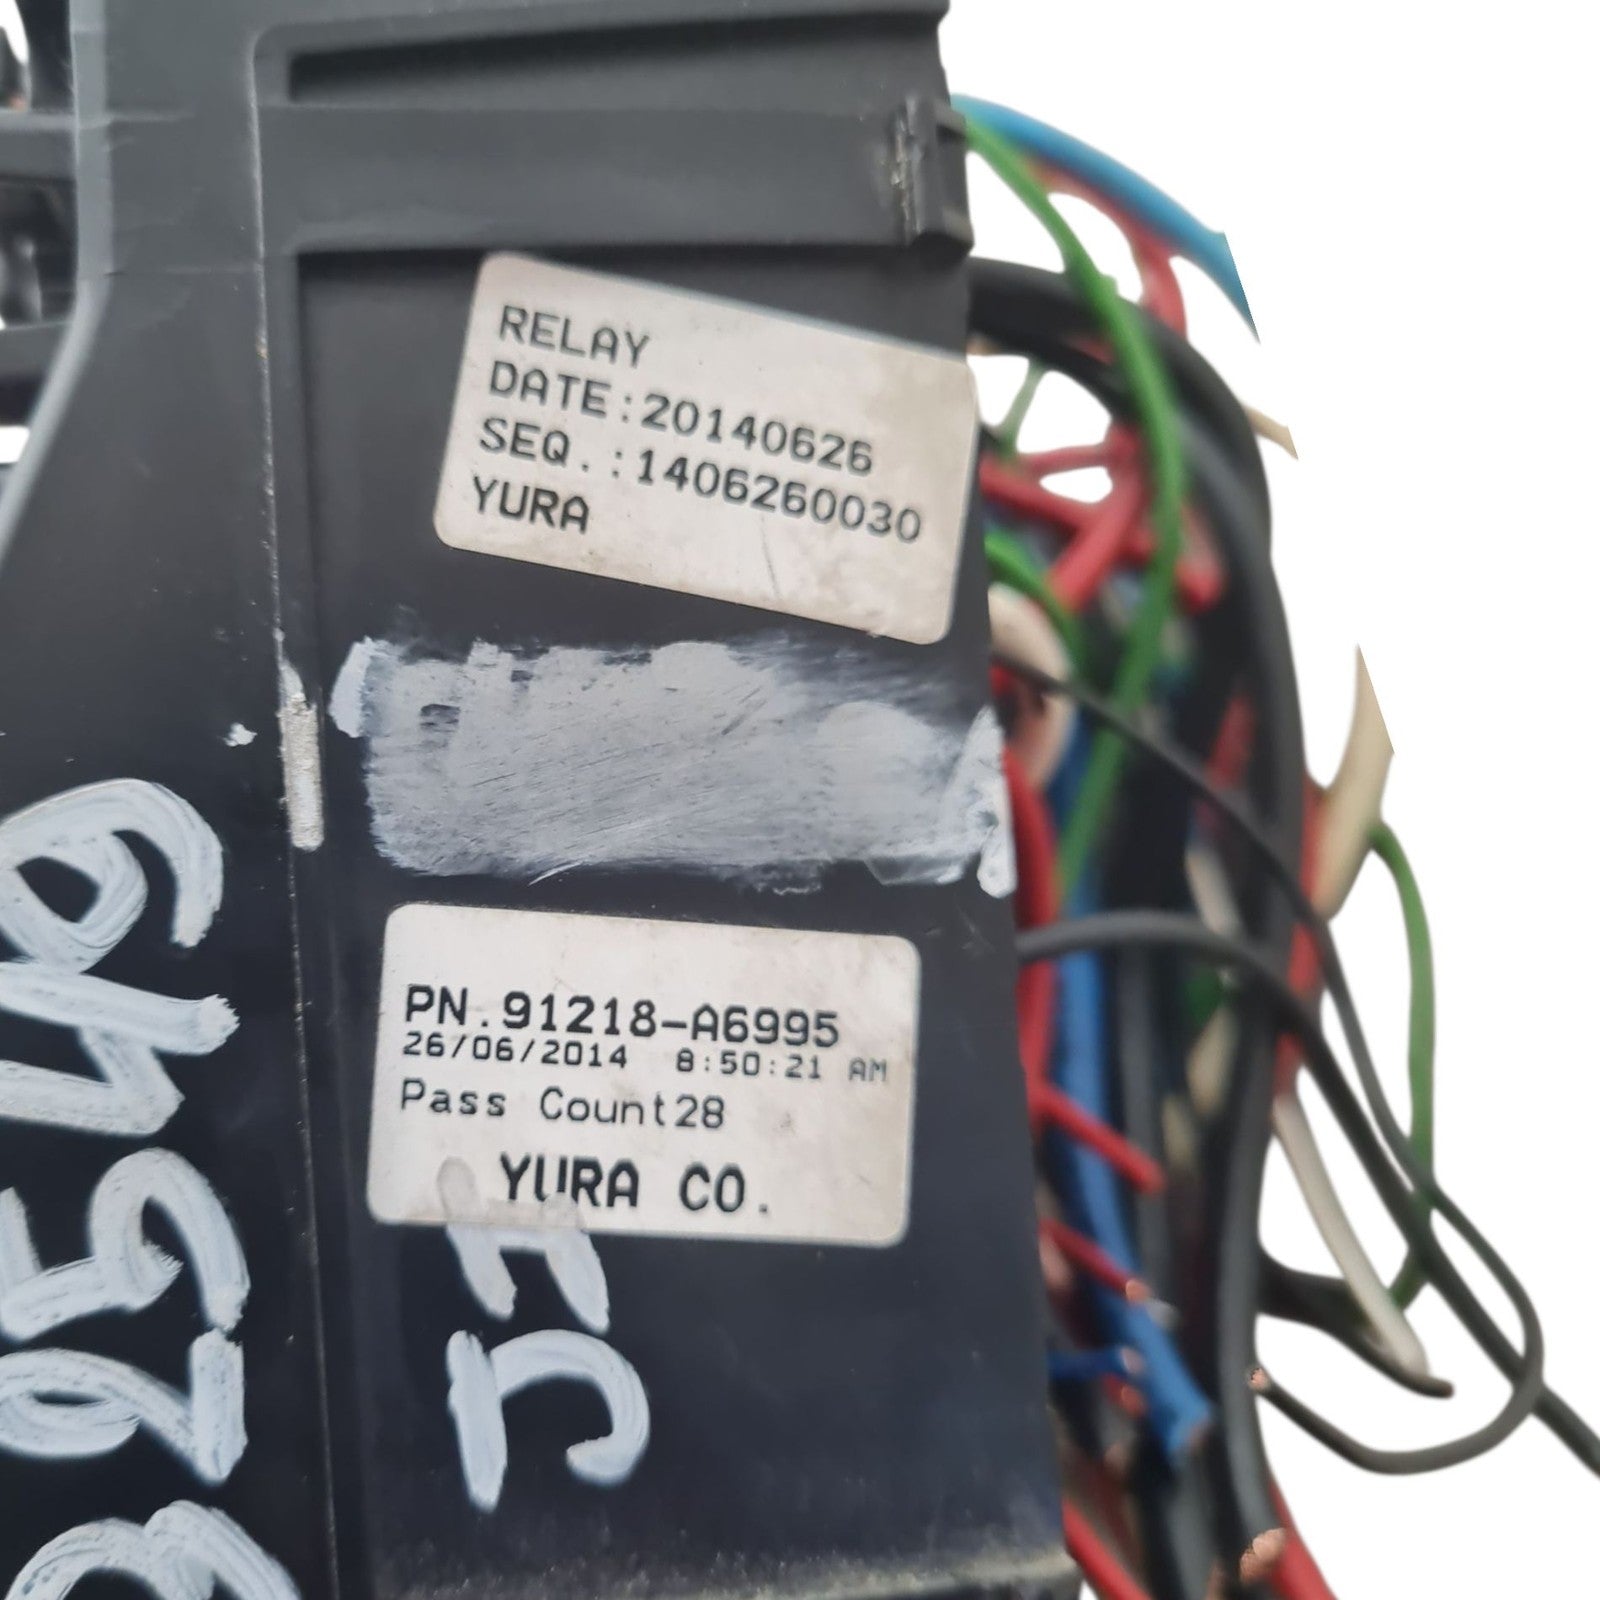 RELAY
DATE:20140626
SEQ.:1406260030
YURA
PN.91218-A6995
26/06/2014 8:50:21 AM
Pass Count28
YURA CO.